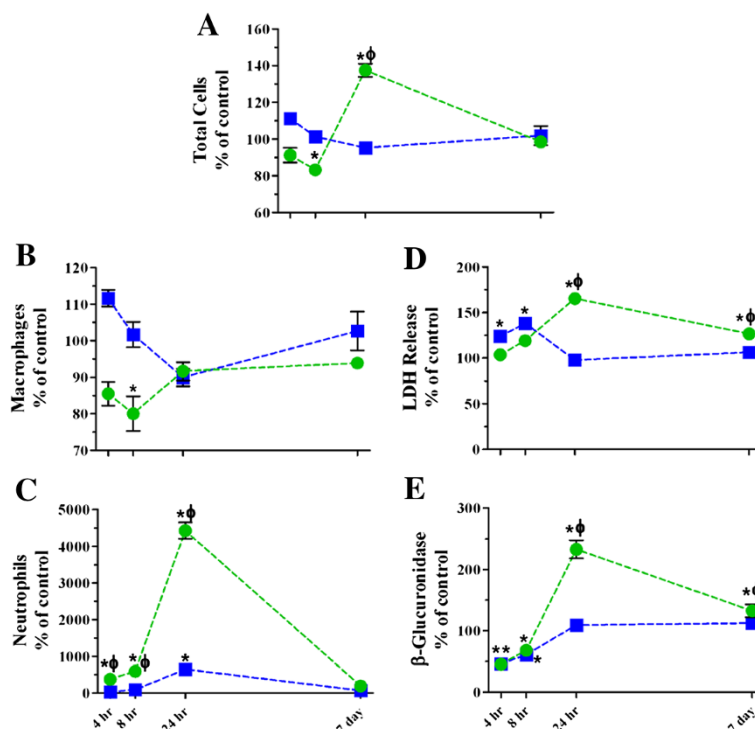 A
Total Cells
% of control
160
140
120
100
80
60
*ϕ
*
B
Macrophages
% of control
120
110
100
90
80
70
*
D
LDH Release
% of control
200
150
100
50
0
* * *ϕ *ϕ
C
Neutrophils
% of control
5000
4000
3000
2000
1000
0
*ϕ *ϕ *ϕ
*
4 hr 8 hr 24 hr 7 day
E
β-Glucuronidase
% of control
300
200
100
0
** * *ϕ *
*
4 hr 8 hr 24 hr 7 day